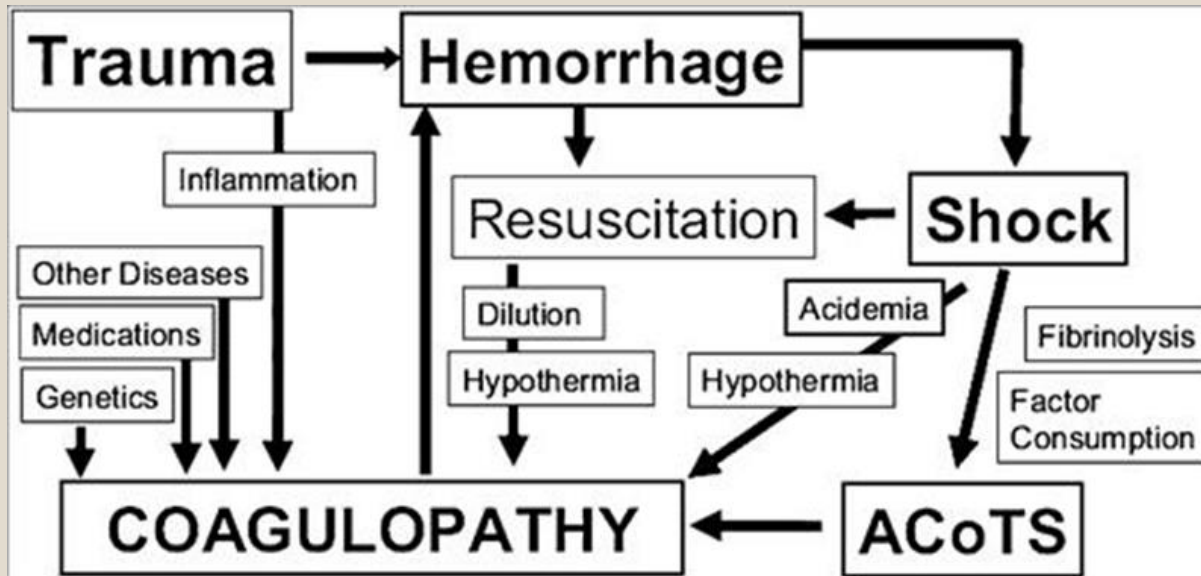 Trauma
Hemorrhage
Inflammation
Resuscitation
Shock
Other Diseases
Medications
Genetics
Dilution
Hypothermia
Acidemia
Hypothermia
Fibrinolysis
Factor
Consumption
COAGULOPATHY
ACoTS